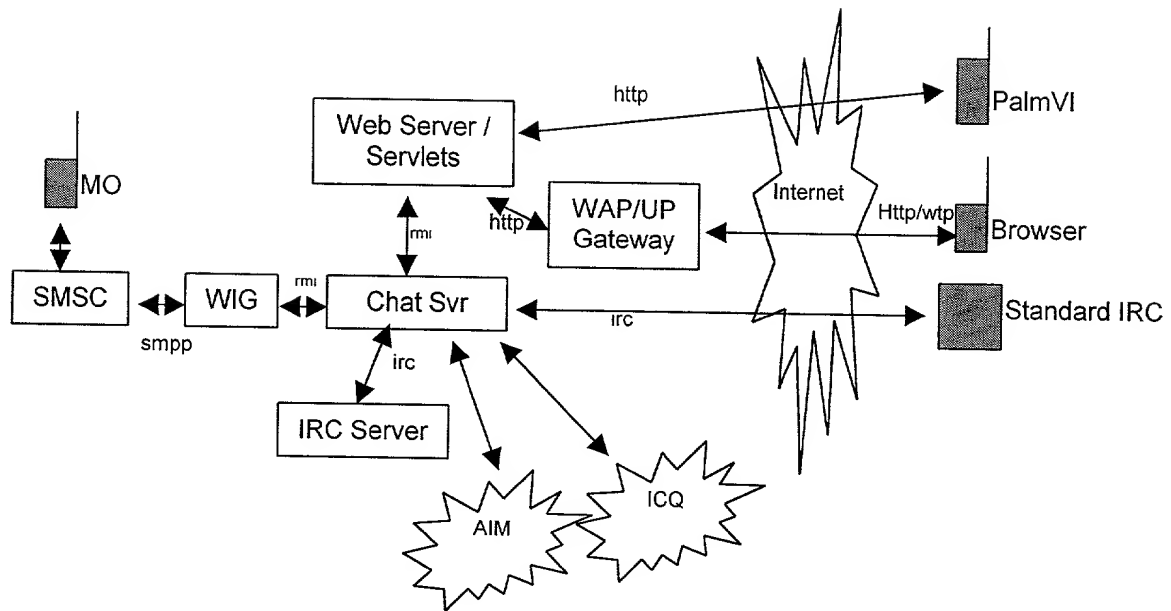 http
PalmVI
Web Server /
Servlets
MO
Internet
http
WAP/UP
Gateway
Http/wtp
Browser
rmi
SMSC
WIG
rmi
Chat Svr
Standard IRC
irc
smpp
irc
IRC Server
AIM
ICQ